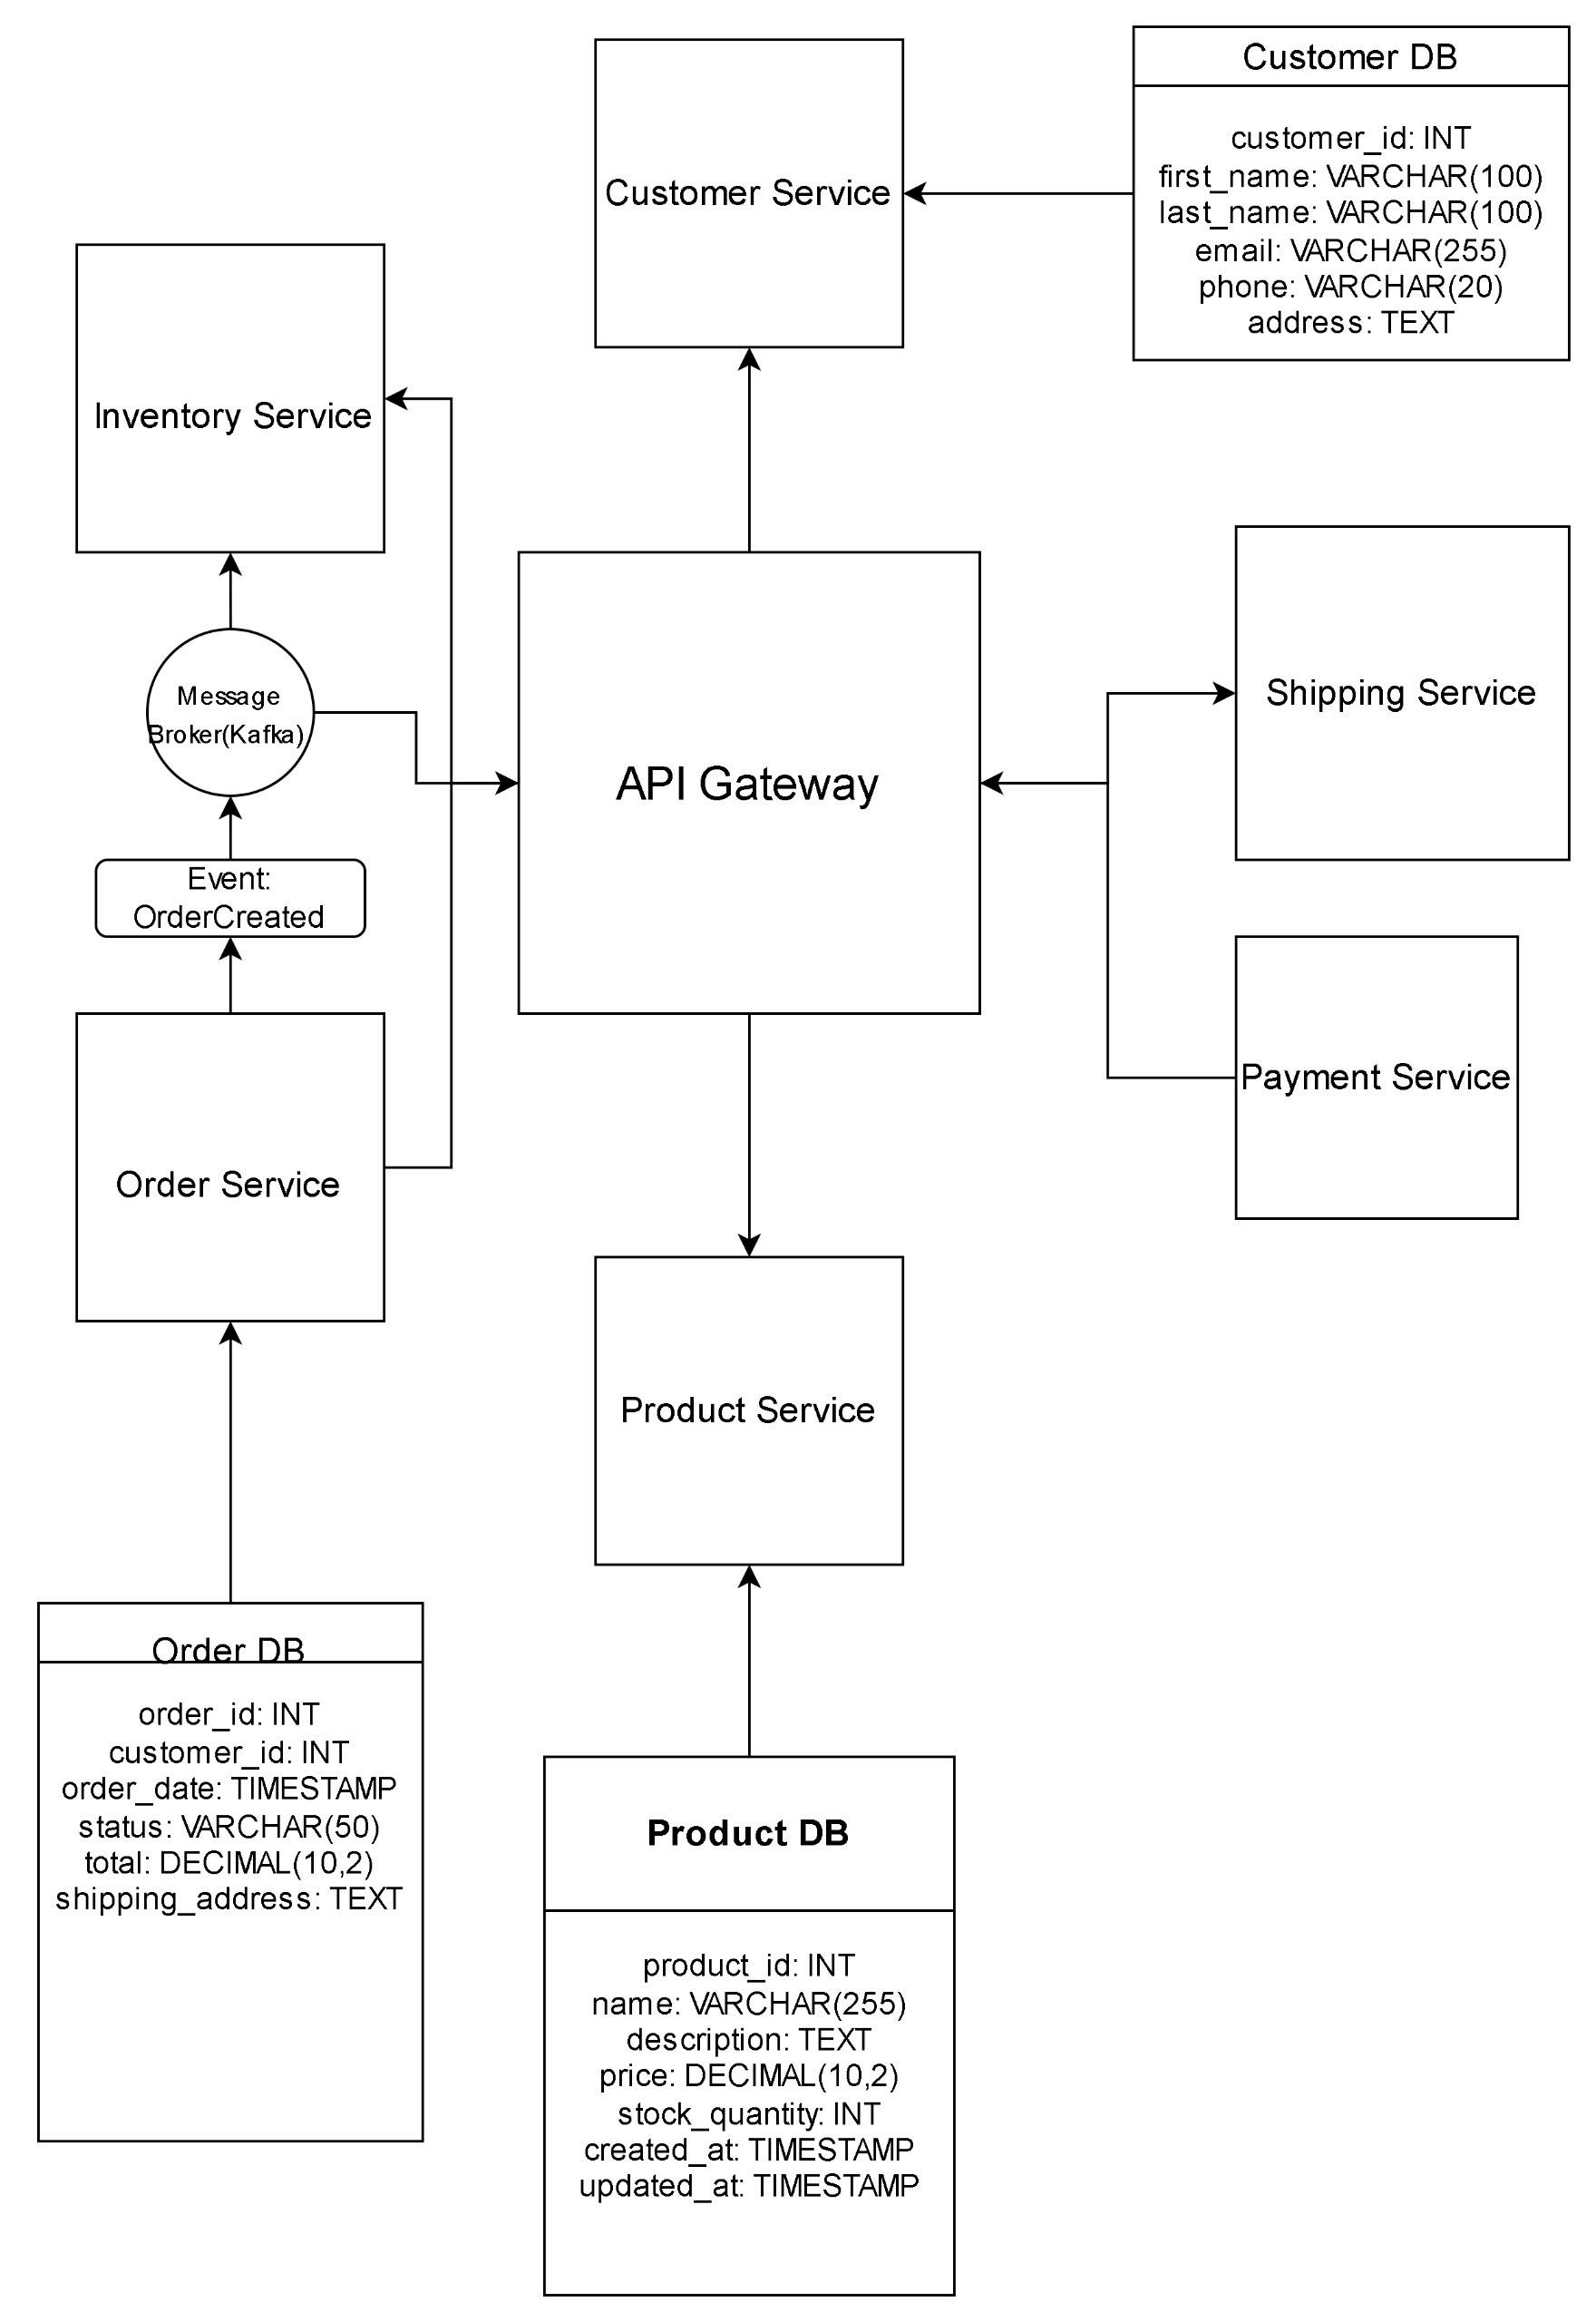 Customer DB
customer_id: INT
first_name: VARCHAR(100)
last_name: VARCHAR(100)
email: VARCHAR(255)
phone: VARCHAR(20)
address: TEXT
Customer Service
Inventory Service
Message
Broker(Kafka)
API Gateway
Shipping Service
Event:
OrderCreated
Payment Service
Order Service
Product Service
Order DB
order_id: INT
customer_id: INT
order_date: TIMESTAMP
status: VARCHAR(50)
total: DECIMAL(10,2)
shipping_address: TEXT
Product DB
product_id: INT
name: VARCHAR(255)
description: TEXT
price: DECIMAL(10,2)
stock_quantity: INT
created_at: TIMESTAMP
updated_at: TIMESTAMP